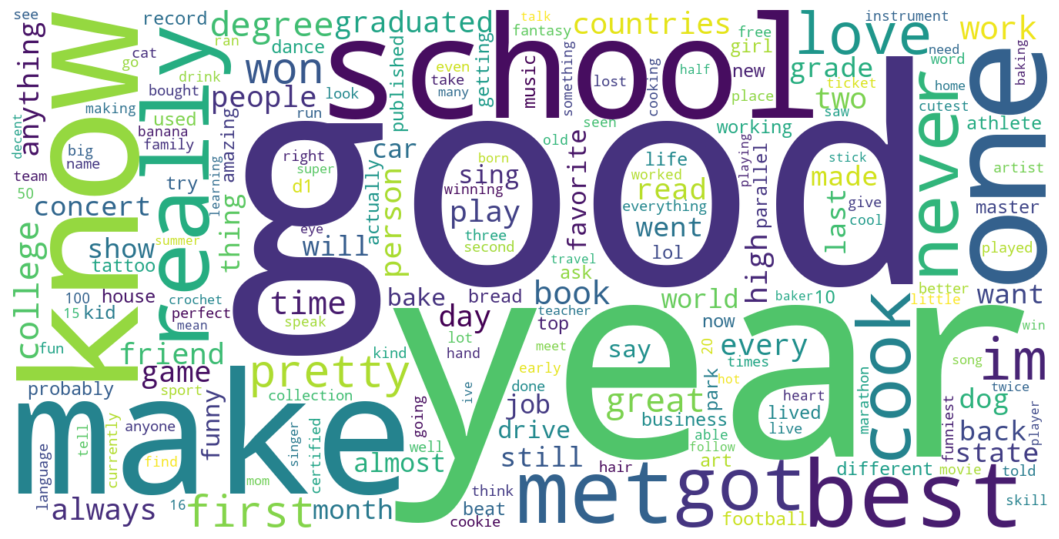 see
record
degree
graduated
countries
instrument
work
cat
go
ran
dance
getting
school
talk
fantasy
even
take
many
something
lost
free
half
cooking
love
girl
new
grade
need
word
one
home
baking
know
anything
making
drink
bought
really
won
people
look
run
published
music
place
ticket
two
saw
cutest
athlete
decent
team
50
big
name
used
banana
family
try
learning
amazing
good
right
super
d1
eye
will
time
speak
car
actually
person
born
sing
winning
play
three
second
old
seen
favorite
travel
life
worked
read
everything
went
lol
ask
working
playing
parallel
high
stick
made
give
cool
last
never
artist
master
played
college
concert
show
tattoo
summer
thing
100
15
house
kid
crochet
perfect
mean
fun
friend
bake
bread
teacher
book
world
baker
10
better
little
want
win
probably
game
sport
pretty
kind
day
lot
hand
top
meet
say
now
20
every
times
year
cook
im
song
twice
tell
currently
anyone
find
funny
make
collection
early
ive
done
job
great
park
hot
business
heart
lived
live
marathon
dog
funniest
player
language
always
16
first
mom
singer
certified
month
almost
going
well
still
drive
think
beat
cookie
met
hair
got
art
able
follow
football
different
movie
best
back
state
told
skill